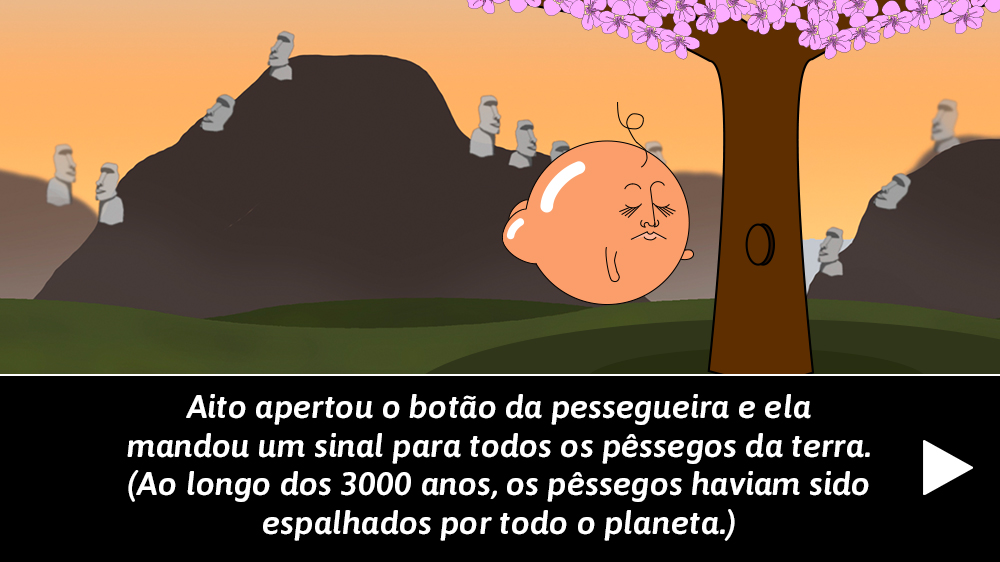 Aito apertou o botão da pessegueira e ela
mandou um sinal para todos os pêssegos da terra.
(Ao longo dos 3000 anos, os pêssegos haviam sido
espalhados por todo o planeta.)